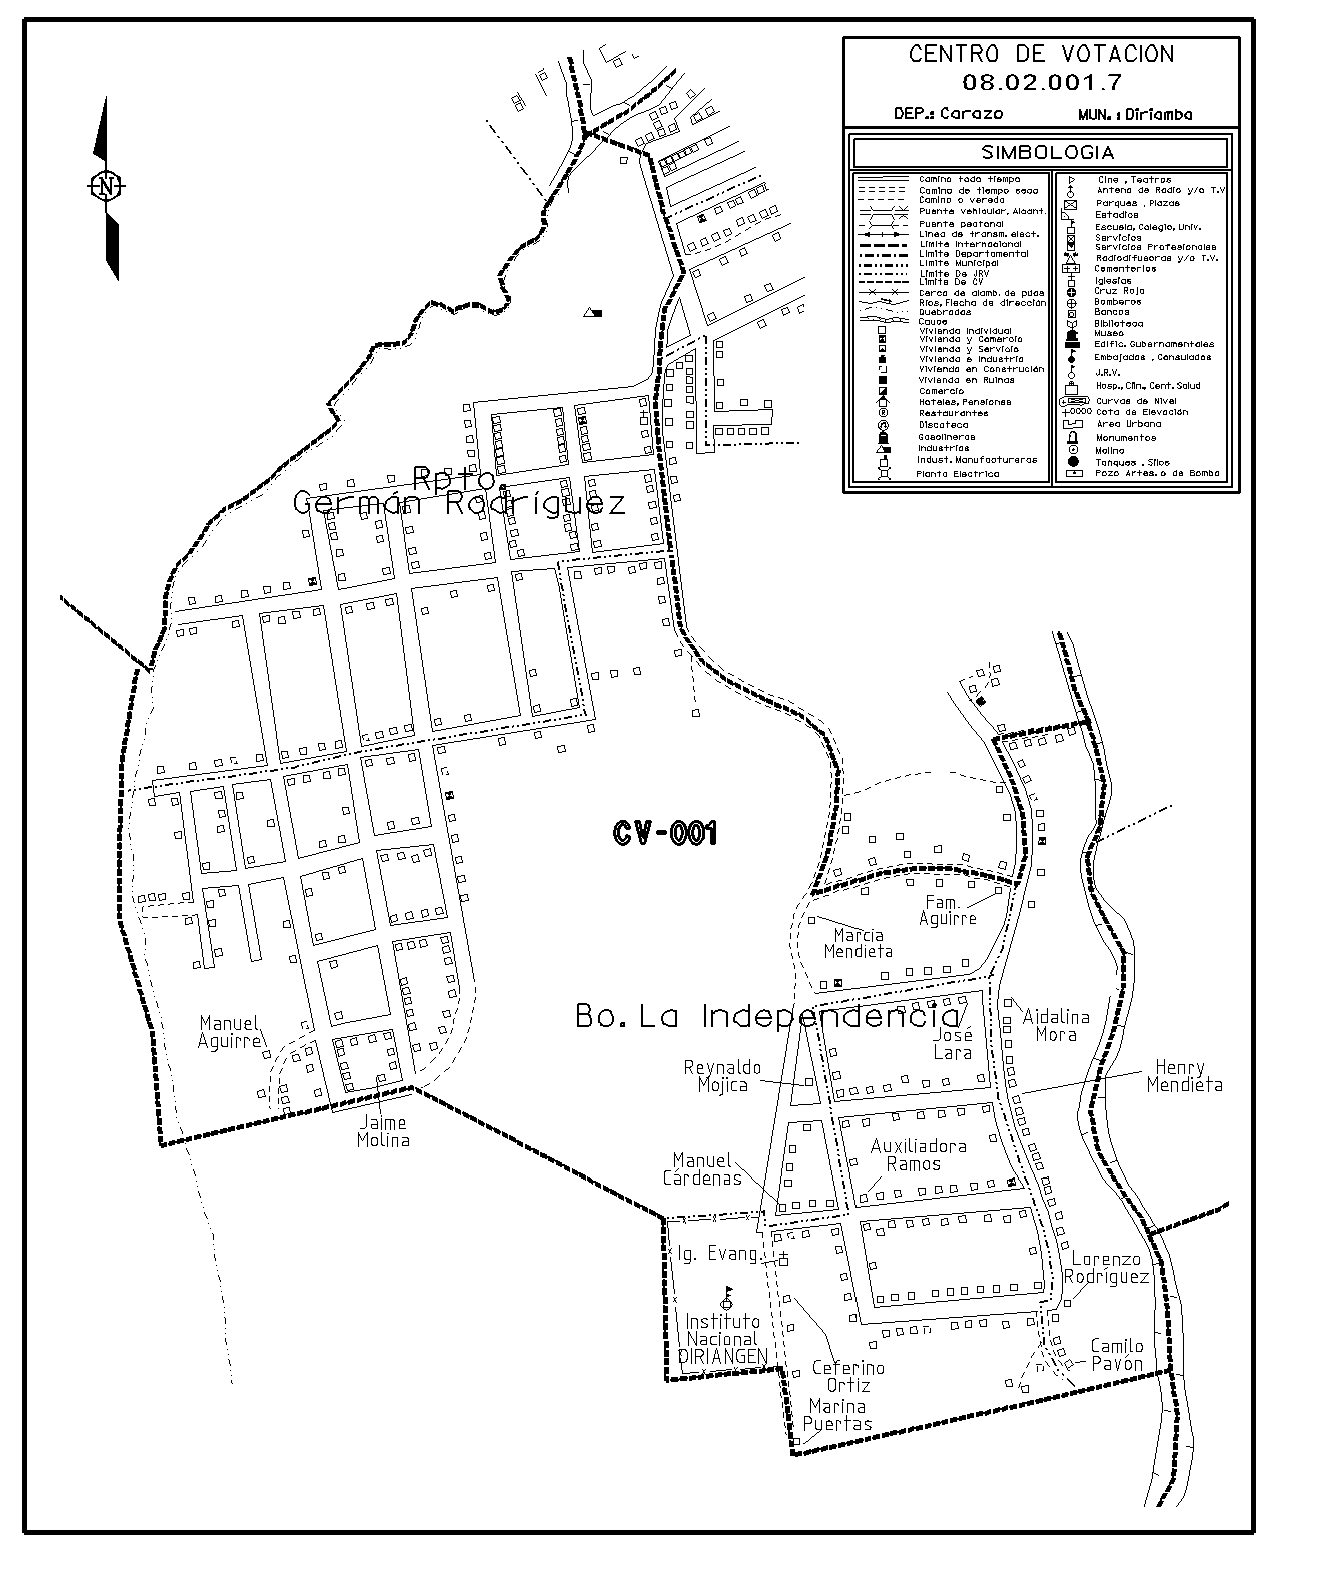 CENTRO DE VOTACION
08.02.001.7
DEP.: Carazo MUN.: Diriamba
SIMBOLOGIA
Camino todo tiempo
Camino de tiempo seco
Camino o vereda
Puente vehicular, Alcant.
Puente peatonal
Linea de transm. elect.
Limite Internacional
Limite Departamental
Limite Municipal
Limite De JRV
Limite De CV
Cerca de alamb. de púas
Ríos, Flecha de dirección
Quebradas
Cauce
Vivienda Individual
Vivienda y Comercio
Vivienda y Servicio
Vivienda e Industria
Vivienda en Construción
Vivienda en Ruinas
Comercio
Hoteles, Pensiones
Restaurantes
Discoteca
Gasolineras
Industrias
Indust. Manufactureras
Planta Electrica
Cine , Teatros
Antena de Radio y/o T.V
Parques , Plazas
Estadios
Escuela, Colegio, Univ.
Servicios
Servicios Profesionales
Radiodifusoras y/o T.V.
Cementerios
Iglesias
Cruz Roja
Bomberos
Bancos
Biblioteca
Museo
Edific. Gubernamentales
Embajadas , Consulados
J.R.V.
Hosp., Clin., Cent. Salud
Curvas de Nivel
+0000 Cota de Elevación
Area Urbana
Monumentos
Molino
Tanques , Silos
Pozo Artes. o de Bomba
N
Rpto.
Germán Rodríguez
CV-001
Fam.
Aguirre
Marcia
Mendieta
Bo. La Independencia
Manuel
Aguirre
José
Lara
Aidalina
Mora
Reynaldo
Mojica
Henry
Mendieta
Jaime
Molina
Auxiliadora
Ramos
Manuel
Cárdenas
Ig. Evang.
Lorenzo
Rodríguez
Instituto
Nacional
DIRIANGEN
Camilo
Pavón
Ceferino
Ortiz
Marina
Puertas